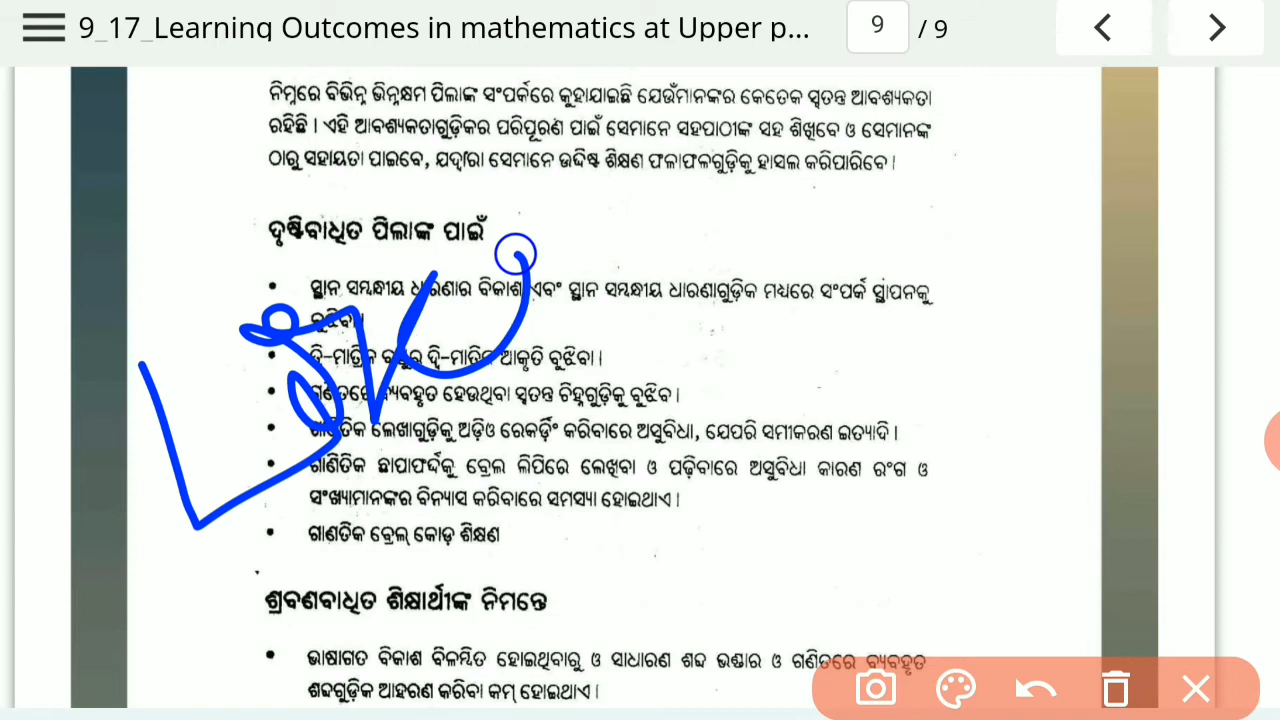 9_17_Learning Outcomes in mathematics at Upper p... 9 / 9
ନିମ୍ନରେ ବିଭିନ୍ନ ଭିନ୍ନକ୍ଷମ ପିଲାଙ୍କ ସଂପର୍କରେ କୁହାଯାଇଛି ଯେଉଁମାନଙ୍କର କେତେକ ସ୍ୱତନ୍ତ୍ର ଆବଶ୍ୟକତା
ରହିଛି । ଏହି ଆବଶ୍ୟକତାଗୁଡ଼ିକର ପରିପୂରଣ ପାଇଁ ସେମାନେ ସହପାଠୀଙ୍କ ସହ ଶିଖିବେ ଓ ସେମାନଙ୍କ
ଠାରୁ ସହାୟତା ପାଇବେ, ଯଦ୍ୱାରା ସେମାନେ ଉଦ୍ଦିଷ୍ଟ ଶିକ୍ଷଣ ଫଳାଫଳଗୁଡ଼ିକୁ ହାସଲ କରିପାରିବେ ।
ଦୃଷ୍ଟିବାଧିତ ପିଲାଙ୍କ ପାଇଁ
• ସ୍ଥାନ ସମ୍ବନ୍ଧୀୟ ଧାରଣାର ବିକାଶ ଏବଂ ସ୍ଥାନ ସମ୍ବନ୍ଧୀୟ ଧାରଣାଗୁଡ଼ିକ ମଧ୍ୟରେ ସଂପର୍କ ସ୍ଥାପନକୁ
ବୁଝିବା ।
• ତ୍ରି-ମାତ୍ରିକ ବସ୍ତୁର ଦ୍ୱି-ମାତ୍ରିକ ଆକୃତି ବୁଝିବା ।
• ଗଣିତରେ ବ୍ୟବହୃତ ହେଉଥିବା ସ୍ୱତନ୍ତ୍ର ଚିହ୍ନଗୁଡ଼ିକୁ ବୁଝିବା ।
• ଗାଣିତିକ ଲେଖାଗୁଡ଼ିକୁ ଅଡ଼ିଓ ରେକର୍ଡ଼ିଂ କରିବାରେ ଅସୁବିଧା, ଯେପରି ସମୀକରଣ ଇତ୍ୟାଦି ।
• ଗାଣିତିକ ଛାପାଫର୍ଦ୍ଦକୁ ବ୍ରେଲ ଲିପିରେ ଲେଖିବା ଓ ପଢ଼ିବାରେ ଅସୁବିଧା କାରଣ ରଂଗ ଓ
ସଂଖ୍ୟାମାନଙ୍କର ବିନ୍ୟାସ କରିବାରେ ସମସ୍ୟା ହୋଇଥାଏ ।
• ଗାଣିତିକ ବ୍ରେଲ୍ କୋଡ଼ ଶିକ୍ଷଣ
ଶ୍ରବଣବାଧିତ ଶିକ୍ଷାର୍ଥୀଙ୍କ ନିମନ୍ତେ
• ଭାଷାଗତ ବିକାଶ ବିଳମ୍ବିତ ହୋଇଥିବାରୁ ଓ ସାଧାରଣ ଶବ୍ଦ ଭଣ୍ଡାର ଓ ଗଣିତରେ ବ୍ୟବହୃତ
ଶବ୍ଦଗୁଡ଼ିକ ଆହରଣ କରିବା କମ୍ ହୋଇଥାଏ ।